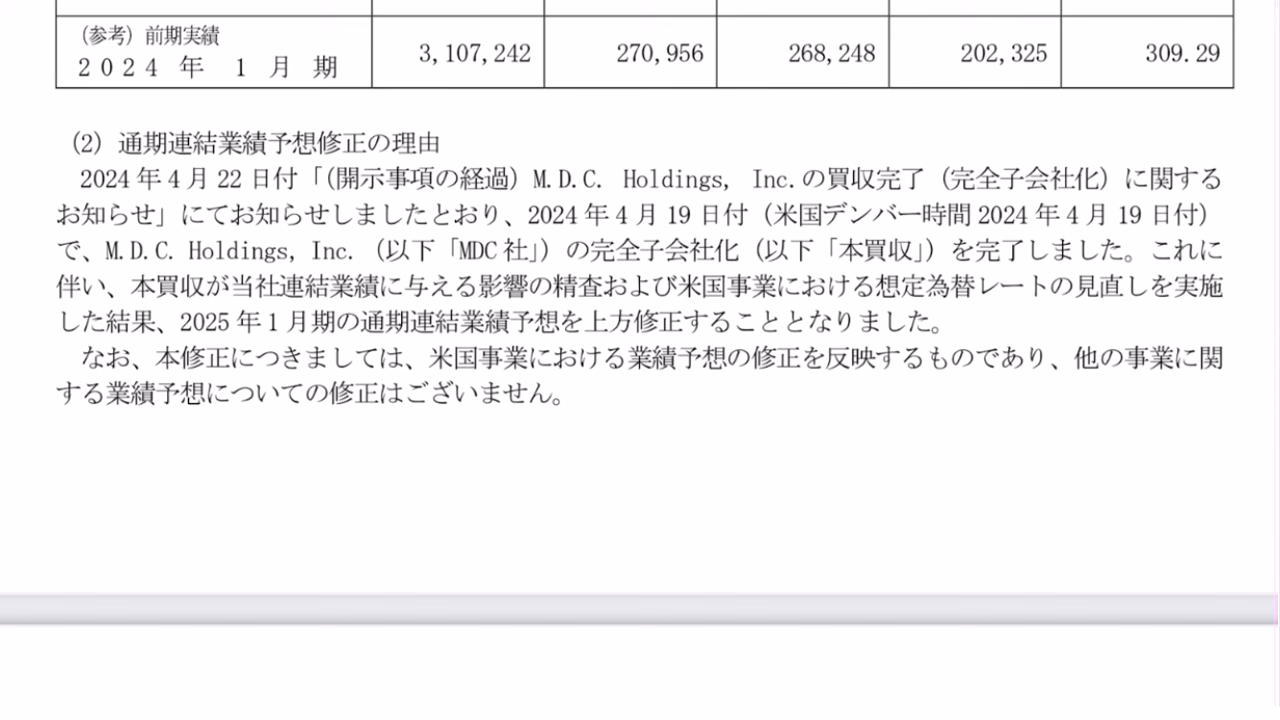 (参考) 前期実績
2024年1月期 3,107,242 270,956 268,248 202,325 309.29
(2) 通期連結業績予想修正の理由
2024年4月22日付「(開示事項の経過) M.D.C. Holdings, Inc.の買収完了(完全子会社化)に関する
お知らせ」にてお知らせしましたとおり、2024年4月19日付(米国デンバー時間2024年4月19日付)
で、M.D.C. Holdings, Inc.(以下「MDC社」)の完全子会社化(以下「本買収」)を完了しました。これに
伴い、本買収が当社連結業績に与える影響の精査および米国事業における想定為替レートの見直しを実施
した結果、2025年1月期の通期連結業績予想を上方修正することとなりました。
なお、本修正につきましては、米国事業における業績予想の修正を反映するものであり、他の事業に関
する業績予想についての修正はございません。